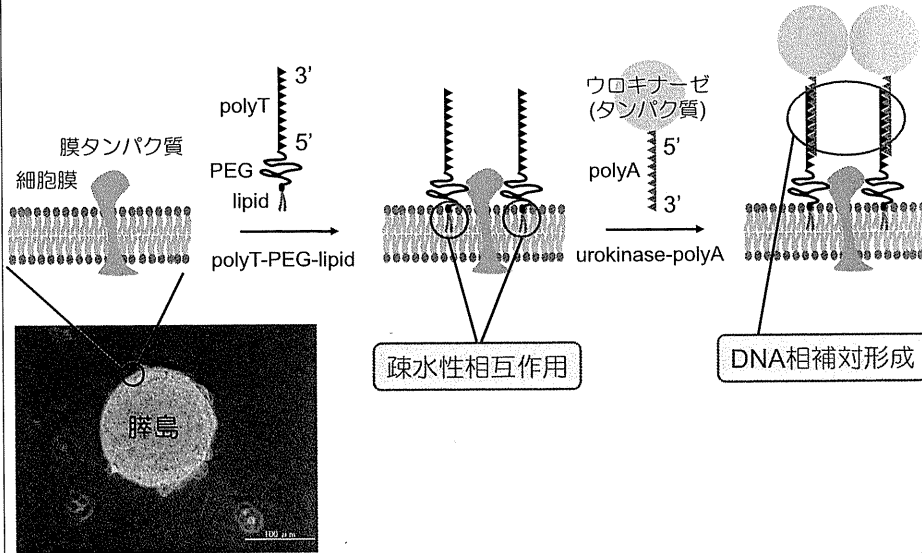 膜タンパク質
細胞膜
3’
polyT
5’
PEG
lipid
polyT-PEG-lipid
ウロキナーゼ
(タンパク質)
5’
polyA
3’
urokinase-polyA
疎水性相互作用
DNA相補対形成
膵島
100 μm